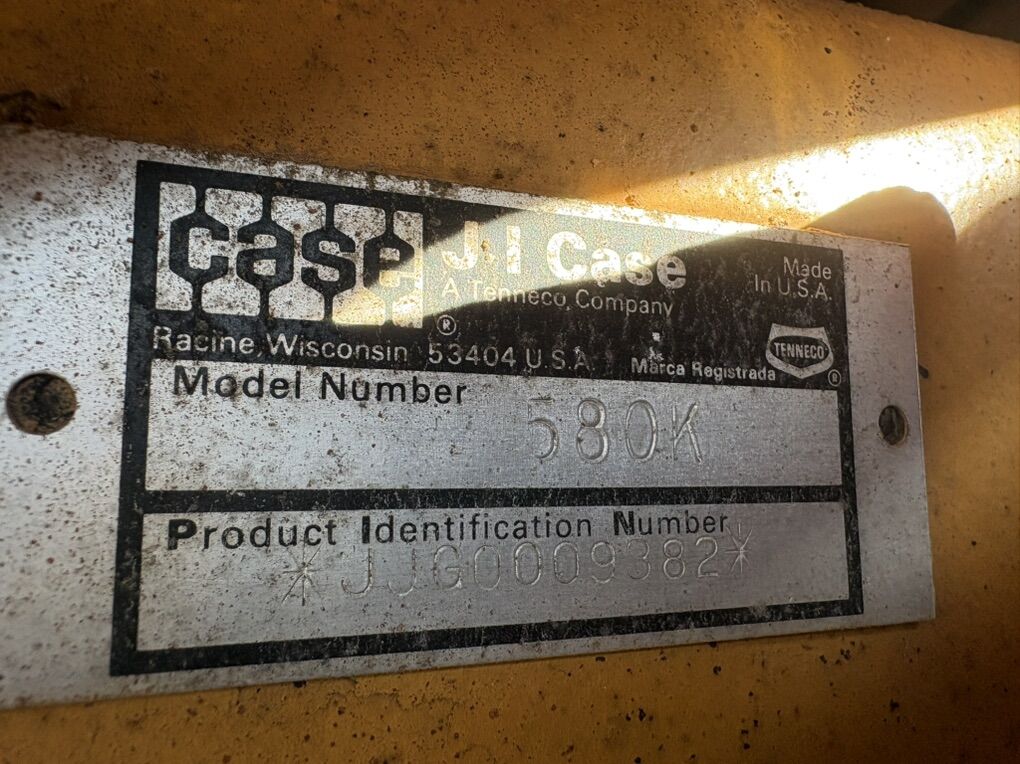 case
J I Case
A Tenneco Company
Made
In U.S.A.
®
Racine, Wisconsin 53404 U.S.A.
Marca Registrada
TENNECO
®
Model Number
580K
Product Identification Number
*JJG0009382*